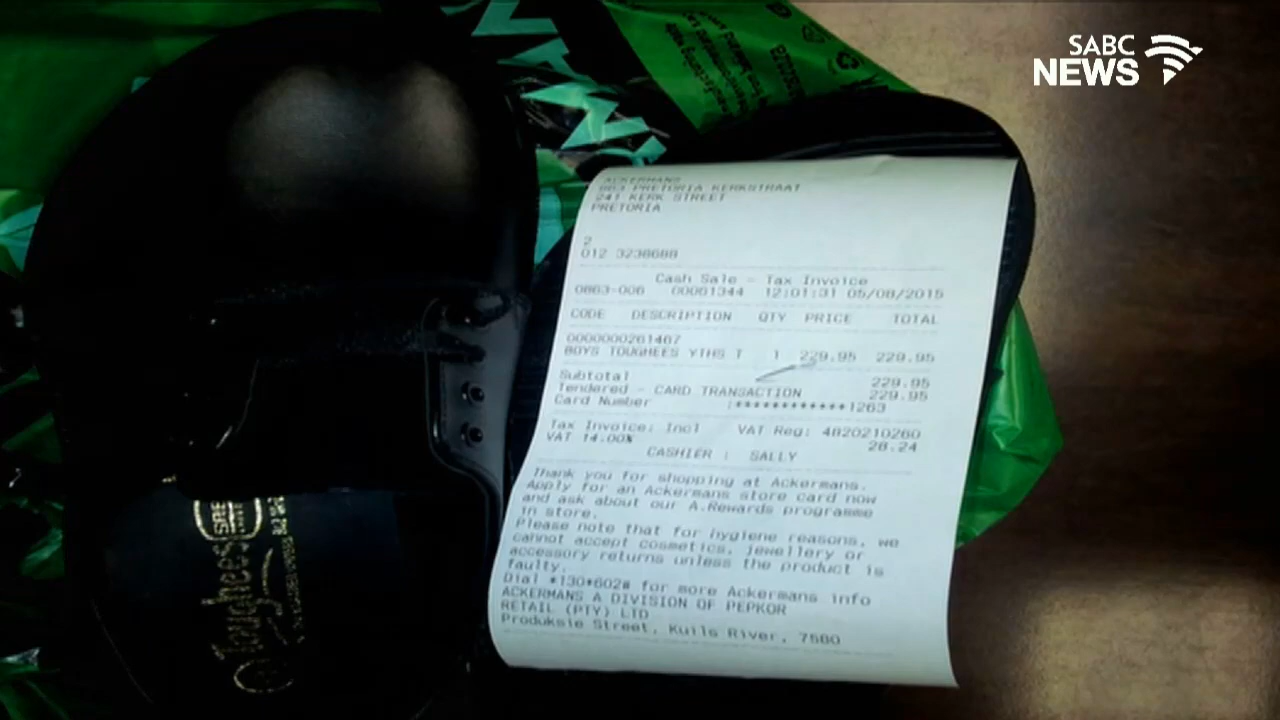 SABC
NEWS
ACKERMANS
863 PRETORIA KERKSTRAAT
241 KERK STREET
PRETORIA
2
012 3238688
Cash Sale - Tax Invoice
0863-006 00061344 12:01:31 05/08/2015
CODE DESCRIPTION QTY PRICE TOTAL
0000000261467
BOYS TOUGHEES YTHS T 1 229.95 229.95
Subtotal 229.95
Tendered - CARD TRANSACTION 229.95
Card Number :************1263
Tax Invoice: Incl VAT Reg: 4820210260
VAT 14.00% 28.24
CASHIER : SALLY
Thank you for shopping at Ackermans.
Apply for an Ackermans store card now
and ask about our A.Rewards programme
in store.
Please note that for hygiene reasons, we
cannot accept cosmetics, jewellery or
accessory returns unless the product is
faulty.
Dial *130*602# for more Ackermans info
ACKERMANS A DIVISION OF PEPKOR
RETAIL (PTY) LTD
Produksie Street, Kuils River, 7580
Toughees